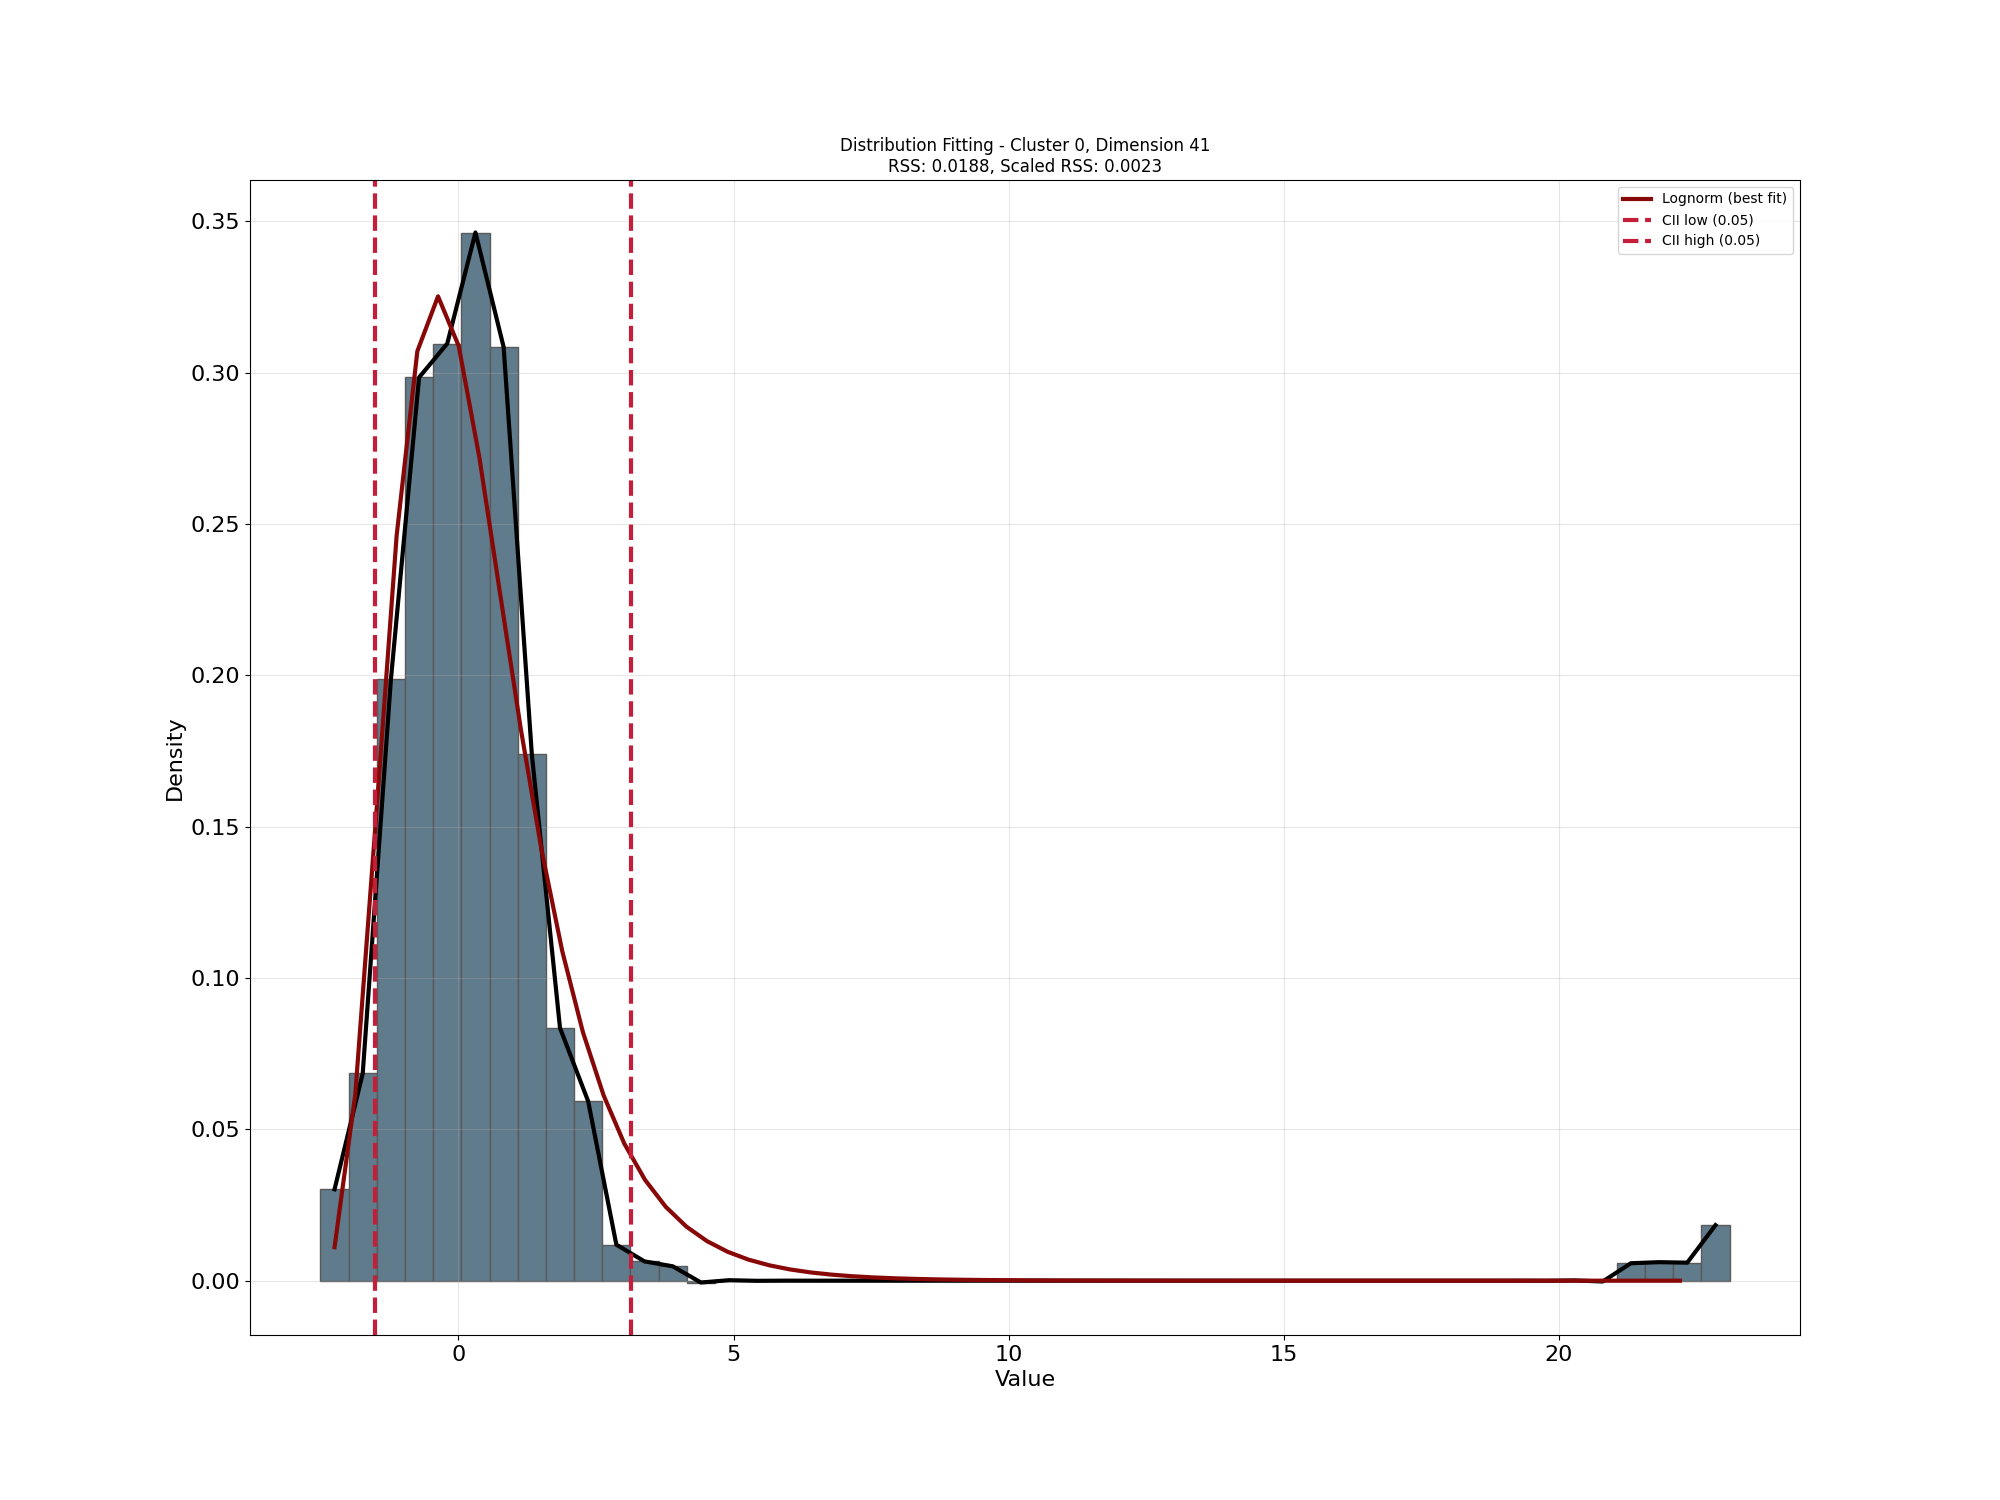 Distribution Fitting - Cluster 0, Dimension 41
RSS: 0.0188, Scaled RSS: 0.0023
Lognorm (best fit)
CII low (0.05)
CII high (0.05)
0.35
0.30
0.25
0.20
0.15
0.10
0.05
0.00
Density
0 5 10 15 20
Value